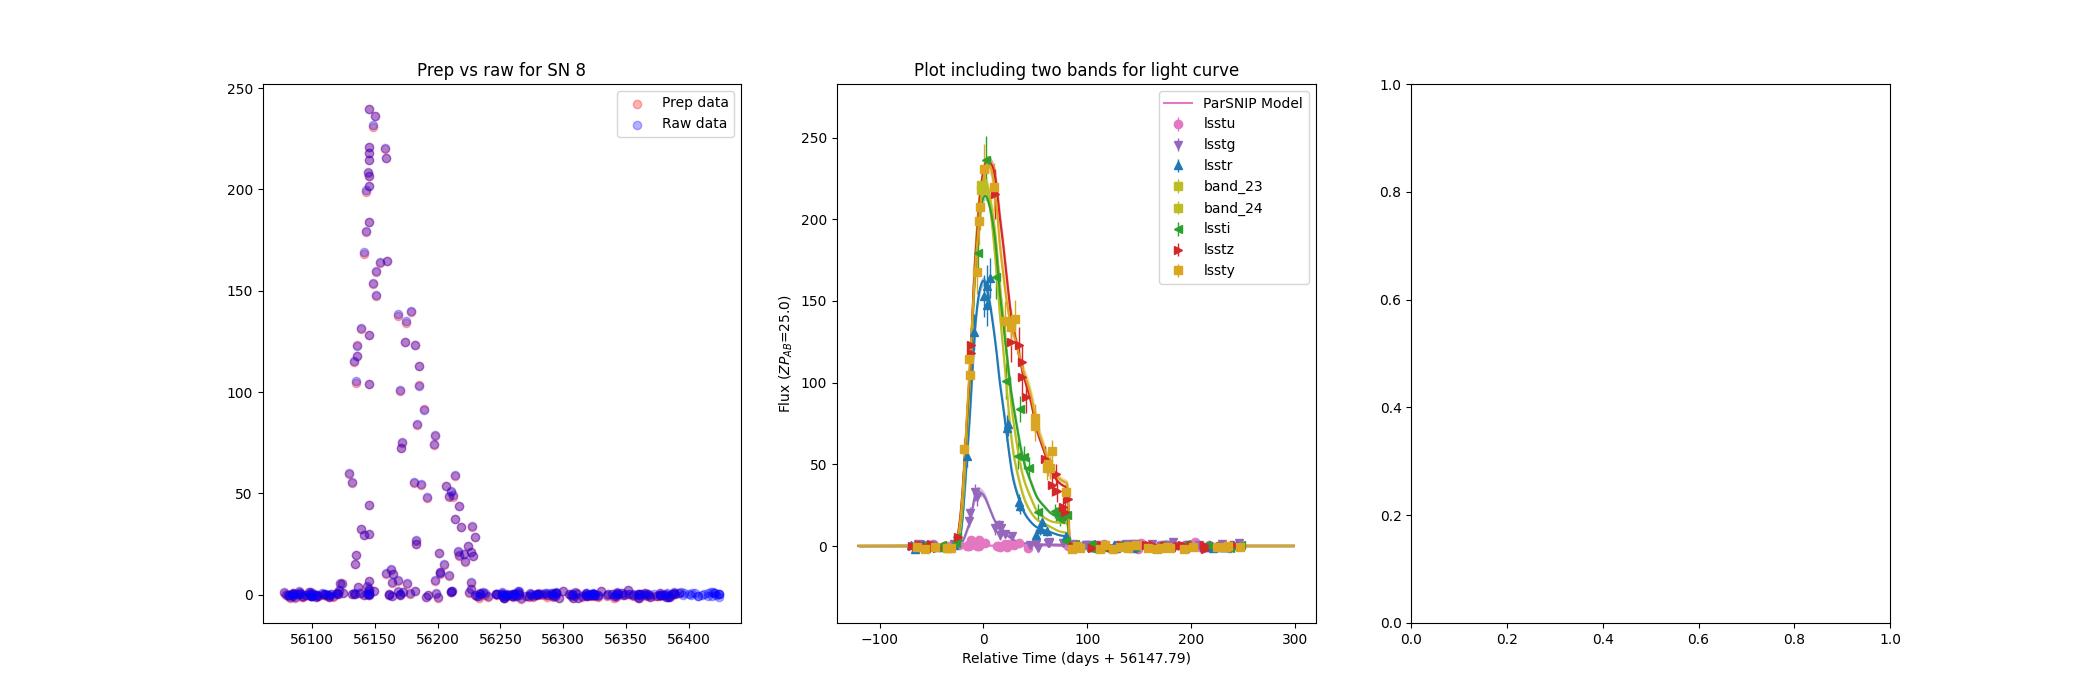 Prep vs raw for SN 8
Prep data
Raw data
250
200
150
100
50
0
56100 56150 56200 56250 56300 56350 56400
Plot including two bands for light curve
ParSNIP Model
lsstu
lsstg
lsstr
band_23
band_24
lssti
lsstz
lssty
Flux (ZP_AB=25.0)
250
200
150
100
50
0
−100 0 100 200 300
Relative Time (days + 56147.79)
1.0
0.8
0.6
0.4
0.2
0.0
0.0 0.2 0.4 0.6 0.8 1.0